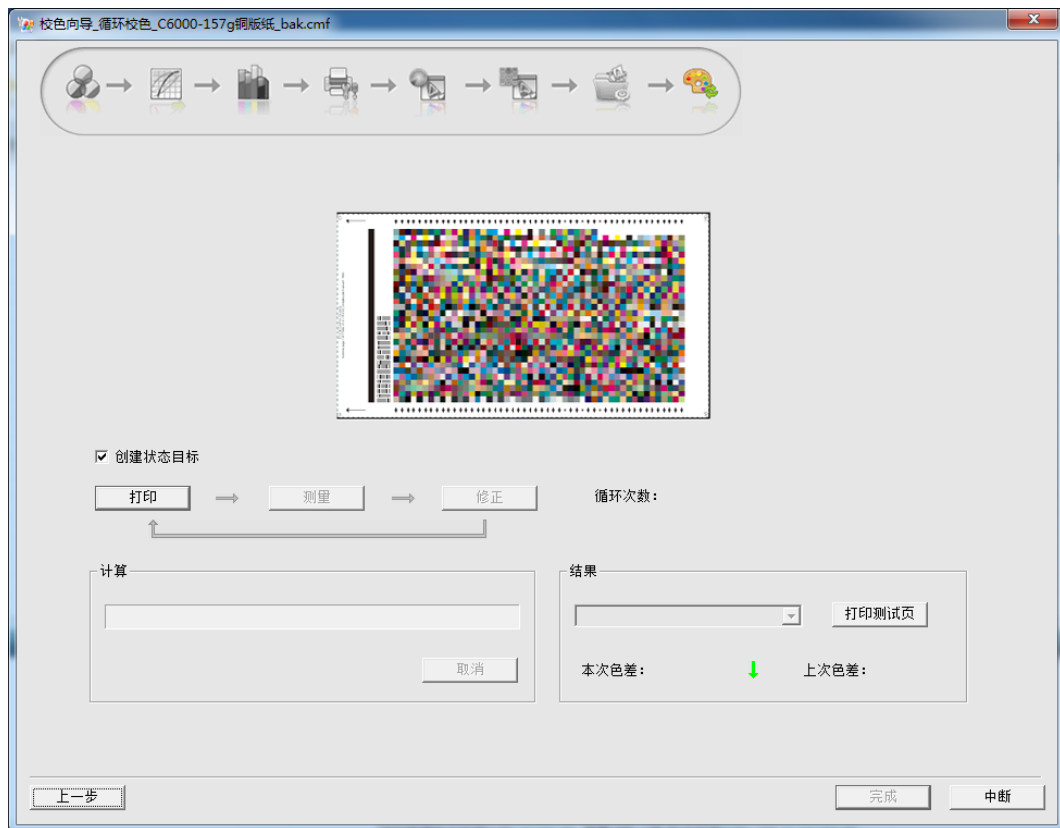 校色向导_循环校色_C6000-157g铜版纸_bak.cmf
创建状态目标
打印
测量
修正
循环次数：
计算
取消
结果
打印测试页
本次色差：
上次色差：
上一步
完成
中断